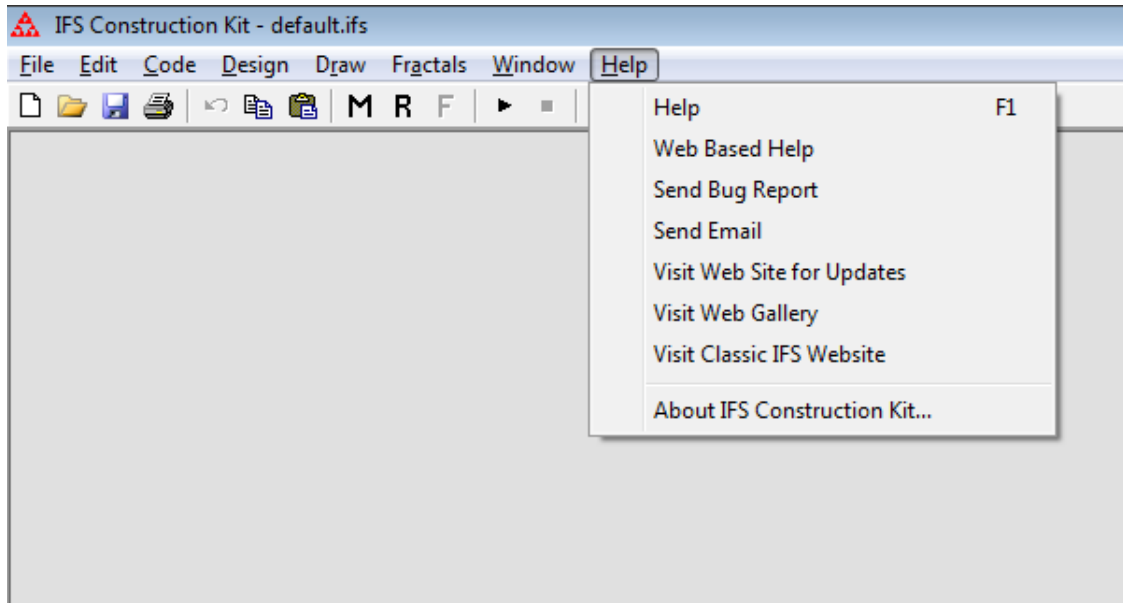 IFS Construction Kit - default.ifs
File Edit Code Design Draw Fractals Window Help
M R F
Help F1
Web Based Help
Send Bug Report
Send Email
Visit Web Site for Updates
Visit Web Gallery
Visit Classic IFS Website
About IFS Construction Kit...